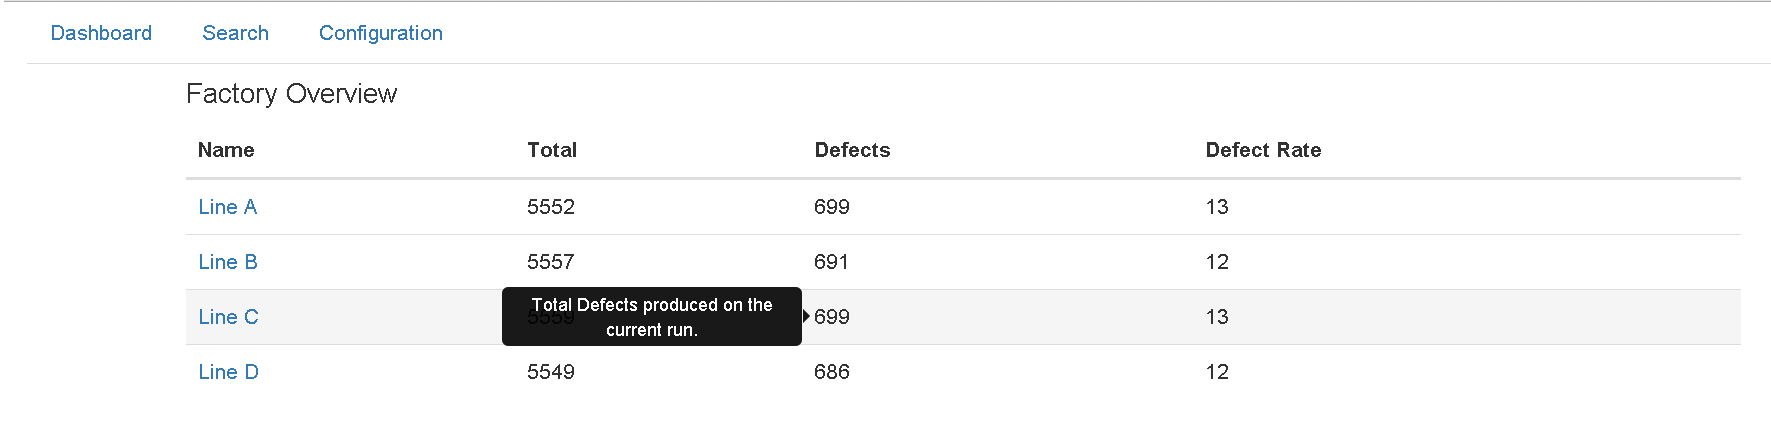 Dashboard Search Configuration
Factory Overview
Name Total Defects Defect Rate
Line A 5552 699 13
Line B 5557 691 12
Line C 5559 699 13
Total Defects produced on the
current run.
Line D 5549 686 12